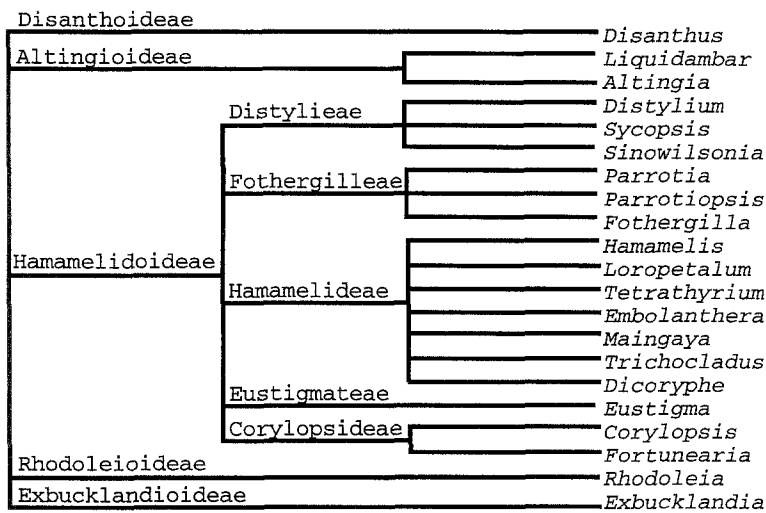 Disanthoideae
Disanthus
Altingioideae
Liquidambar
Altingia
Distylieae
Distylium
Sycopsis
Sinowilsonia
Fothergilleae
Parrotia
Parrotiopsis
Fothergilla
Hamamelidoideae
Hamamelideae
Hamamelis
Loropetalum
Tetrathyrium
Embolanthera
Maingaya
Trichocladus
Dicoryphe
Eustigmateae
Eustigma
Corylopsideae
Corylopsis
Fortunearia
Rhodoleioideae
Rhodoleia
Exbucklandioideae
Exbucklandia